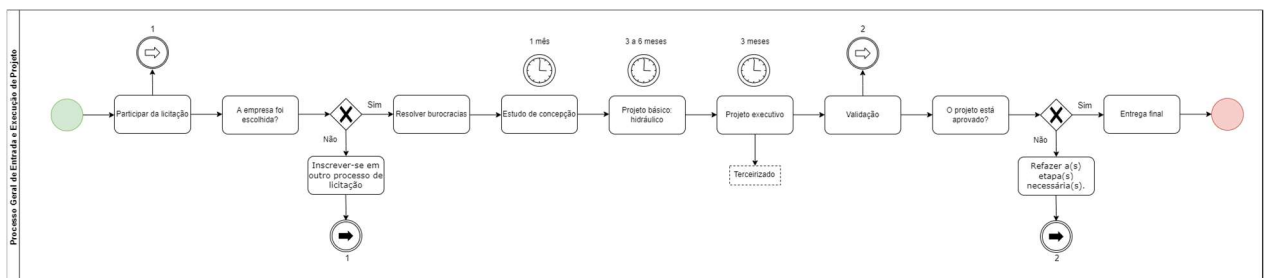 Processo Geral de Entrada e Execução de Projeto
1
Participar da licitação
A empresa foi
escolhida?
Sim
Não
Inscrever-se em
outro processo de
licitação
1
Resolver burocracias
1 mês
Estudo de concepção
3 a 6 meses
Projeto básico:
hidráulico
3 meses
Projeto executivo
Terceirizado
2
Validação
O projeto está
aprovado?
Sim
Não
Refazer a(s)
etapa(s)
necessária(s).
2
Entrega final